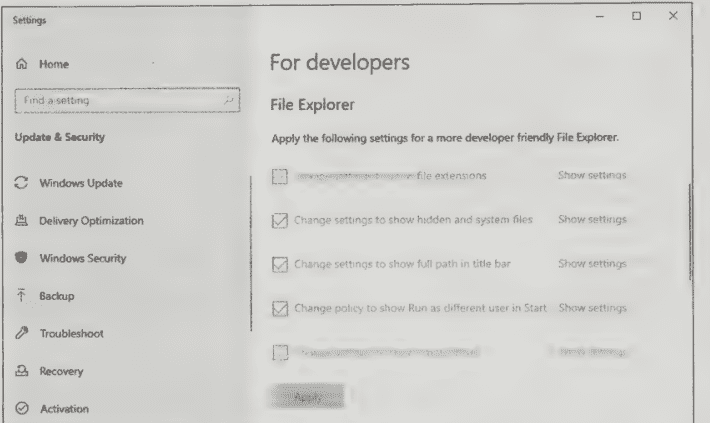 Settings
Home
Find a setting
Update & Security
Windows Update
Delivery Optimization
Windows Security
Backup
Troubleshoot
Recovery
Activation
For developers
File Explorer
Apply the following settings for a more developer friendly File Explorer.
file extensions Show settings
Change settings to show hidden and system files Show settings
Change settings to show full path in title bar Show settings
Change policy to show Run as different user in Start Show settings
Apply